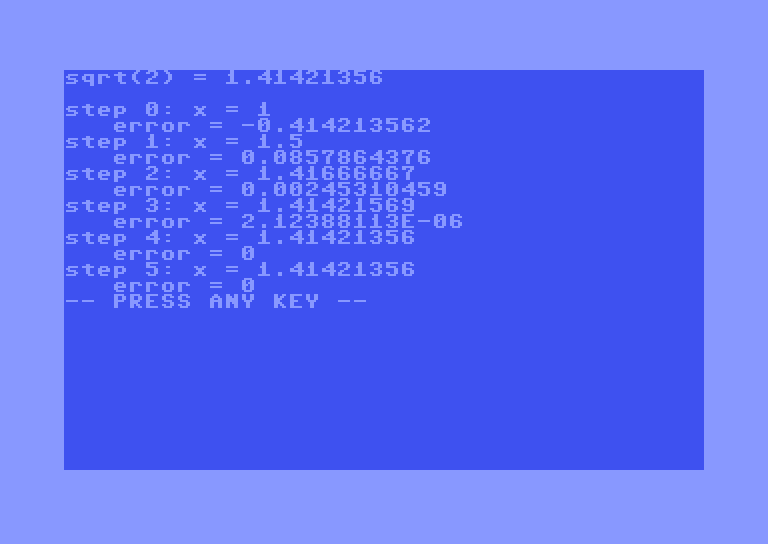 sqrt(2) = 1.41421356
step 0: x = 1
error = -0.414213562
step 1: x = 1.5
error = 0.0857864376
step 2: x = 1.41666667
error = 0.00245310459
step 3: x = 1.41421569
error = 2.12388113E-06
step 4: x = 1.41421356
error = 0
step 5: x = 1.41421356
error = 0
-- PRESS ANY KEY --